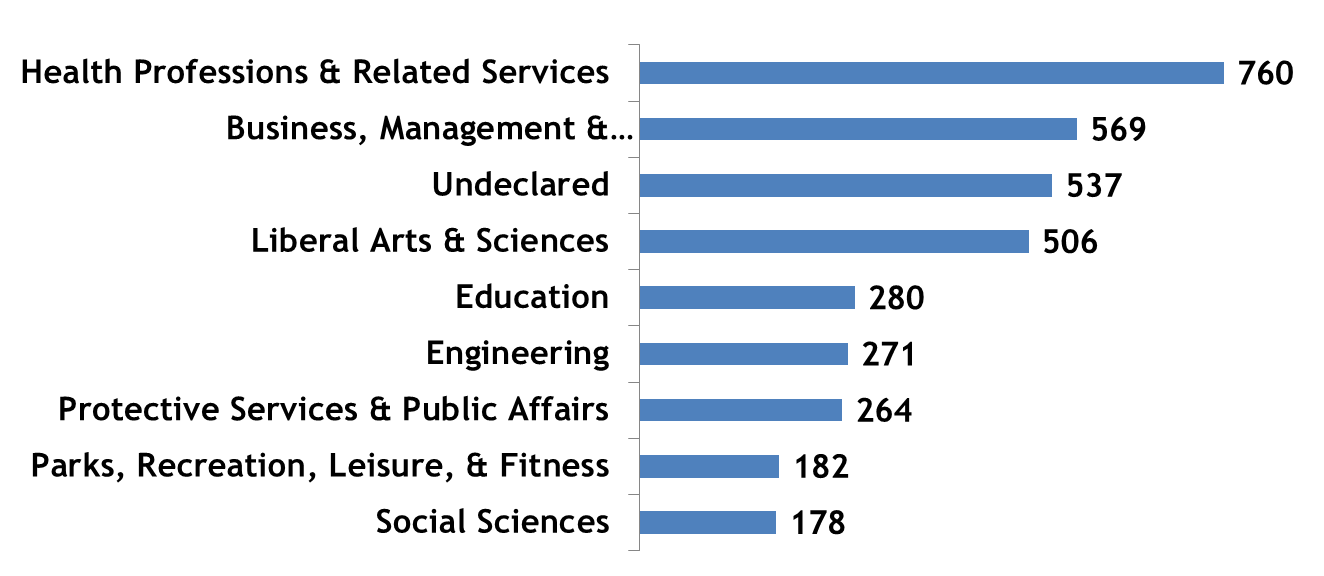 Health Professions & Related Services 760
Business, Management &... 569
Undeclared 537
Liberal Arts & Sciences 506
Education 280
Engineering 271
Protective Services & Public Affairs 264
Parks, Recreation, Leisure, & Fitness 182
Social Sciences 178